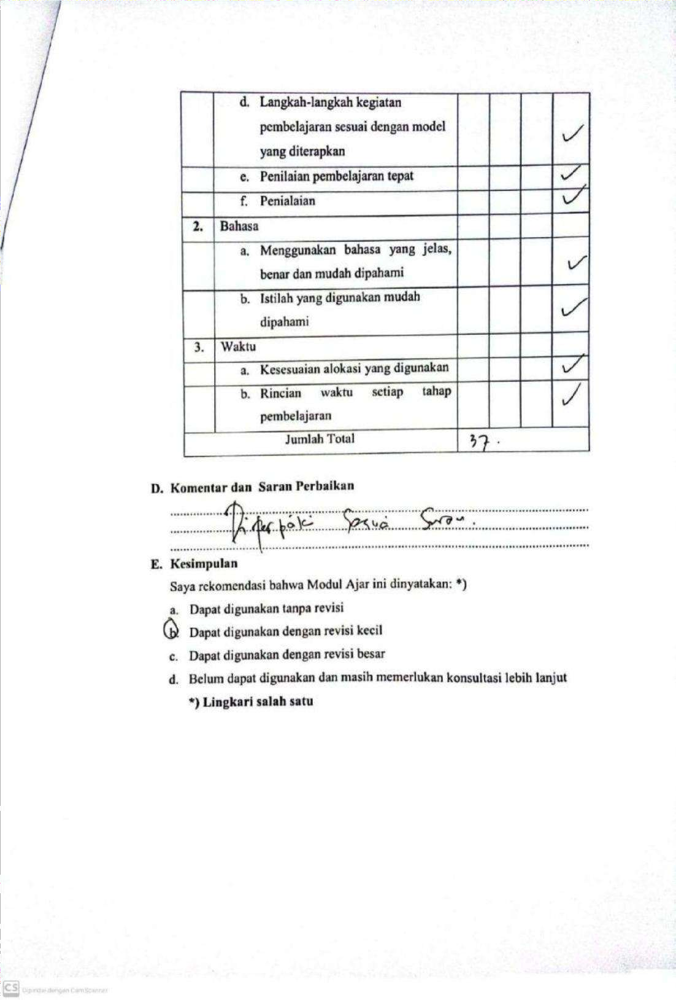 d. Langkah-langkah kegiatan
pembelajaran sesuai dengan model
yang diterapkan
e. Penilaian pembelajaran tepat
f. Penialaian
2. Bahasa
a. Menggunakan bahasa yang jelas,
benar dan mudah dipahami
b. Istilah yang digunakan mudah
dipahami
3. Waktu
a. Kesesuaian alokasi yang digunakan
b. Rincian waktu setiap tahap
pembelajaran
Jumlah Total 37.
D. Komentar dan Saran Perbaikan
Diperbaki Sesuai Saran.
E. Kesimpulan
Saya rekomendasi bahwa Modul Ajar ini dinyatakan: *)
a. Dapat digunakan tanpa revisi
b. Dapat digunakan dengan revisi kecil
c. Dapat digunakan dengan revisi besar
d. Belum dapat digunakan dan masih memerlukan konsultasi lebih lanjut
*) Lingkari salah satu
CS Dipindai dengan CamScanner